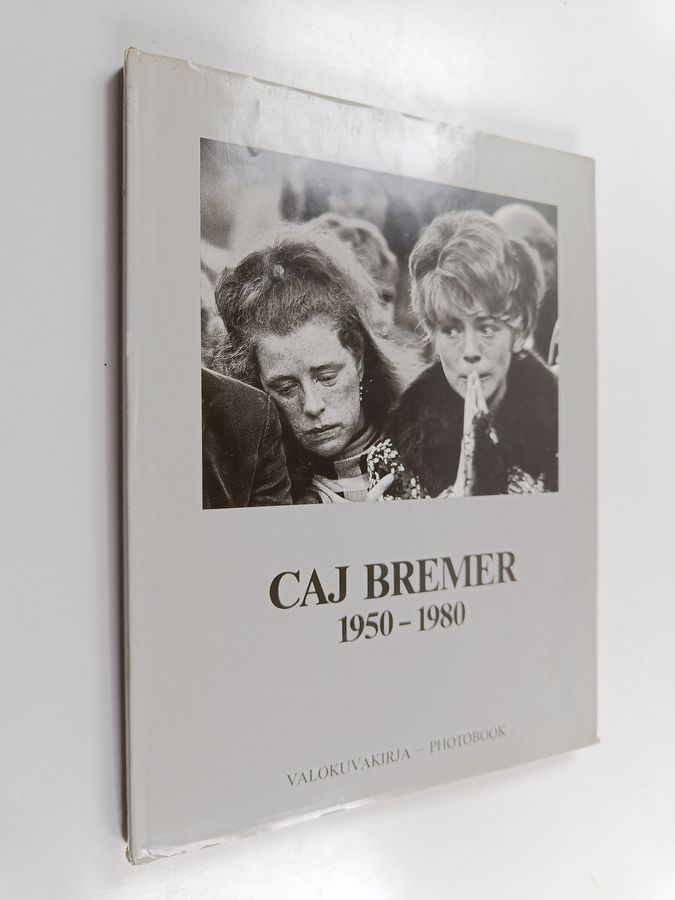 CAJ BREMER
1950 – 1980
VALOKUVAKIRJA – PHOTOBOOK